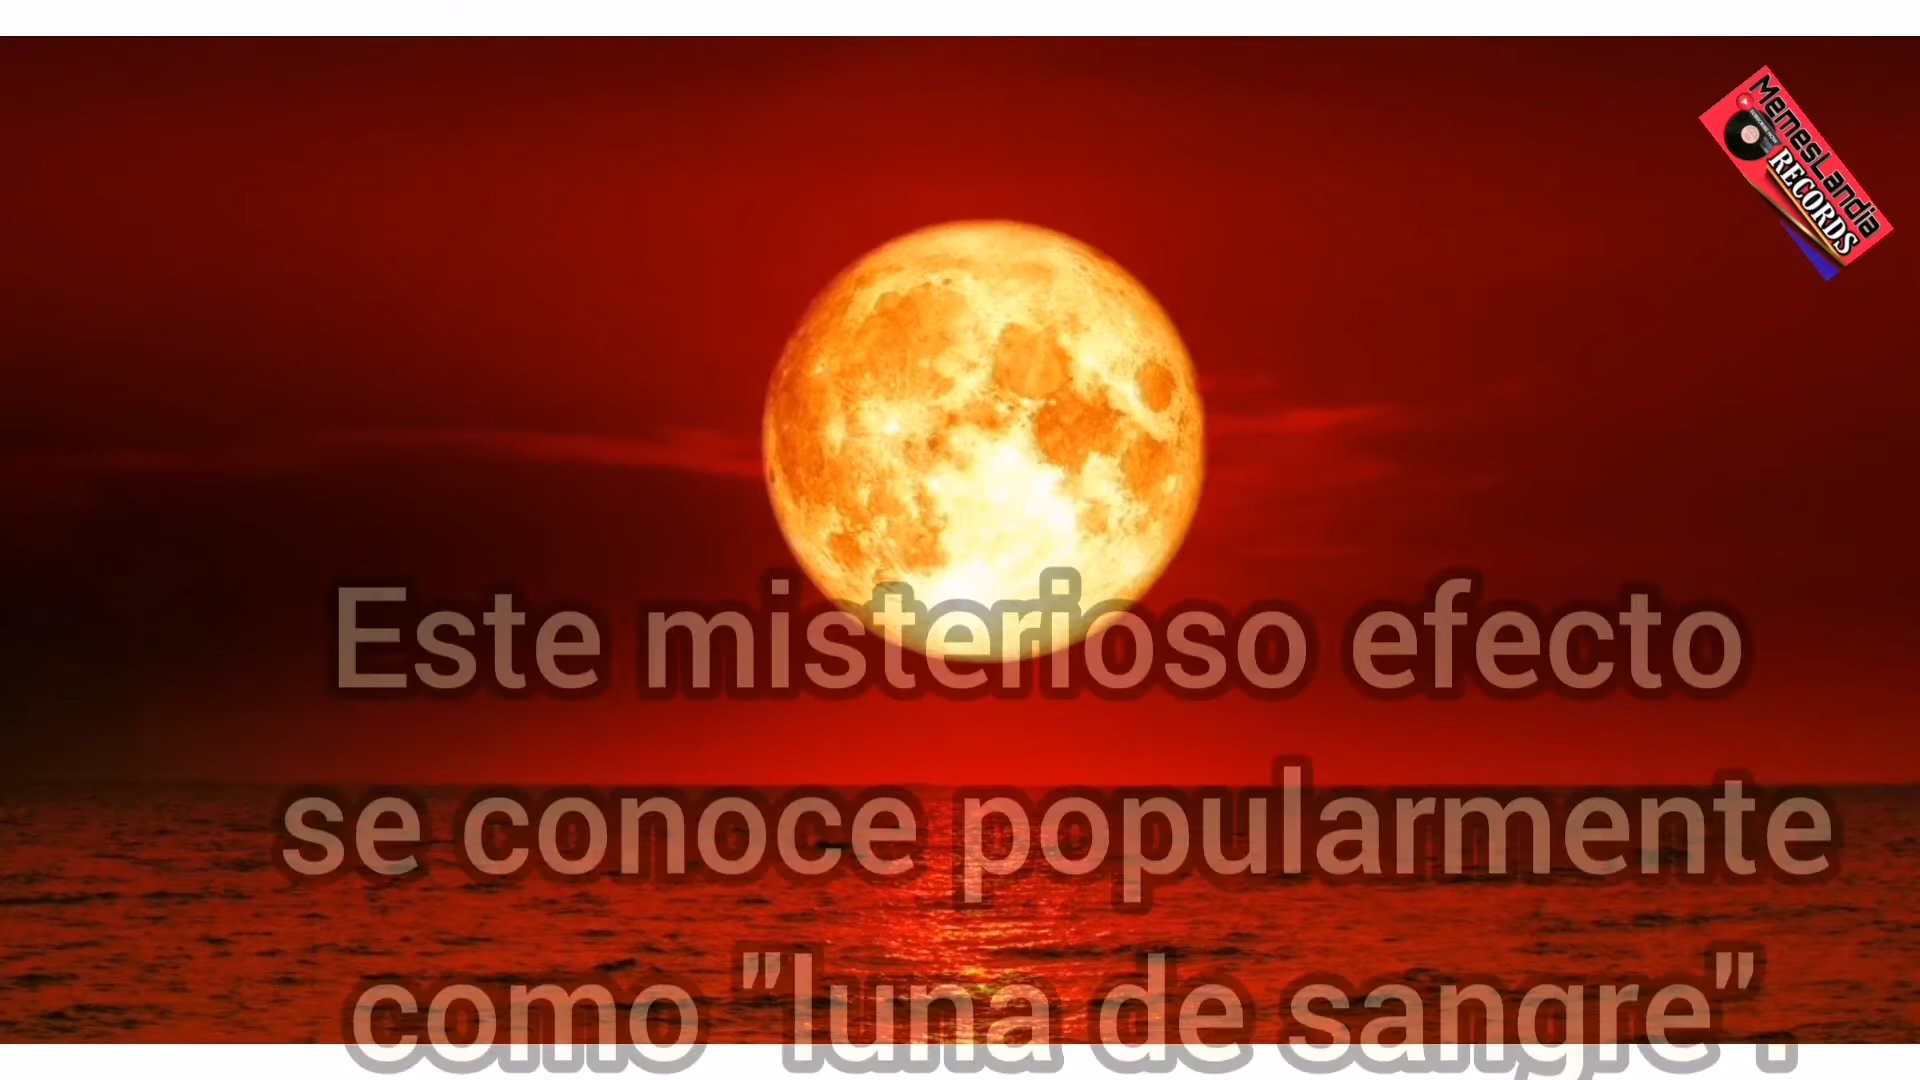 MemesLandia
RECORDS
Este misterioso efecto
se conoce popularmente
como "luna de sangre".